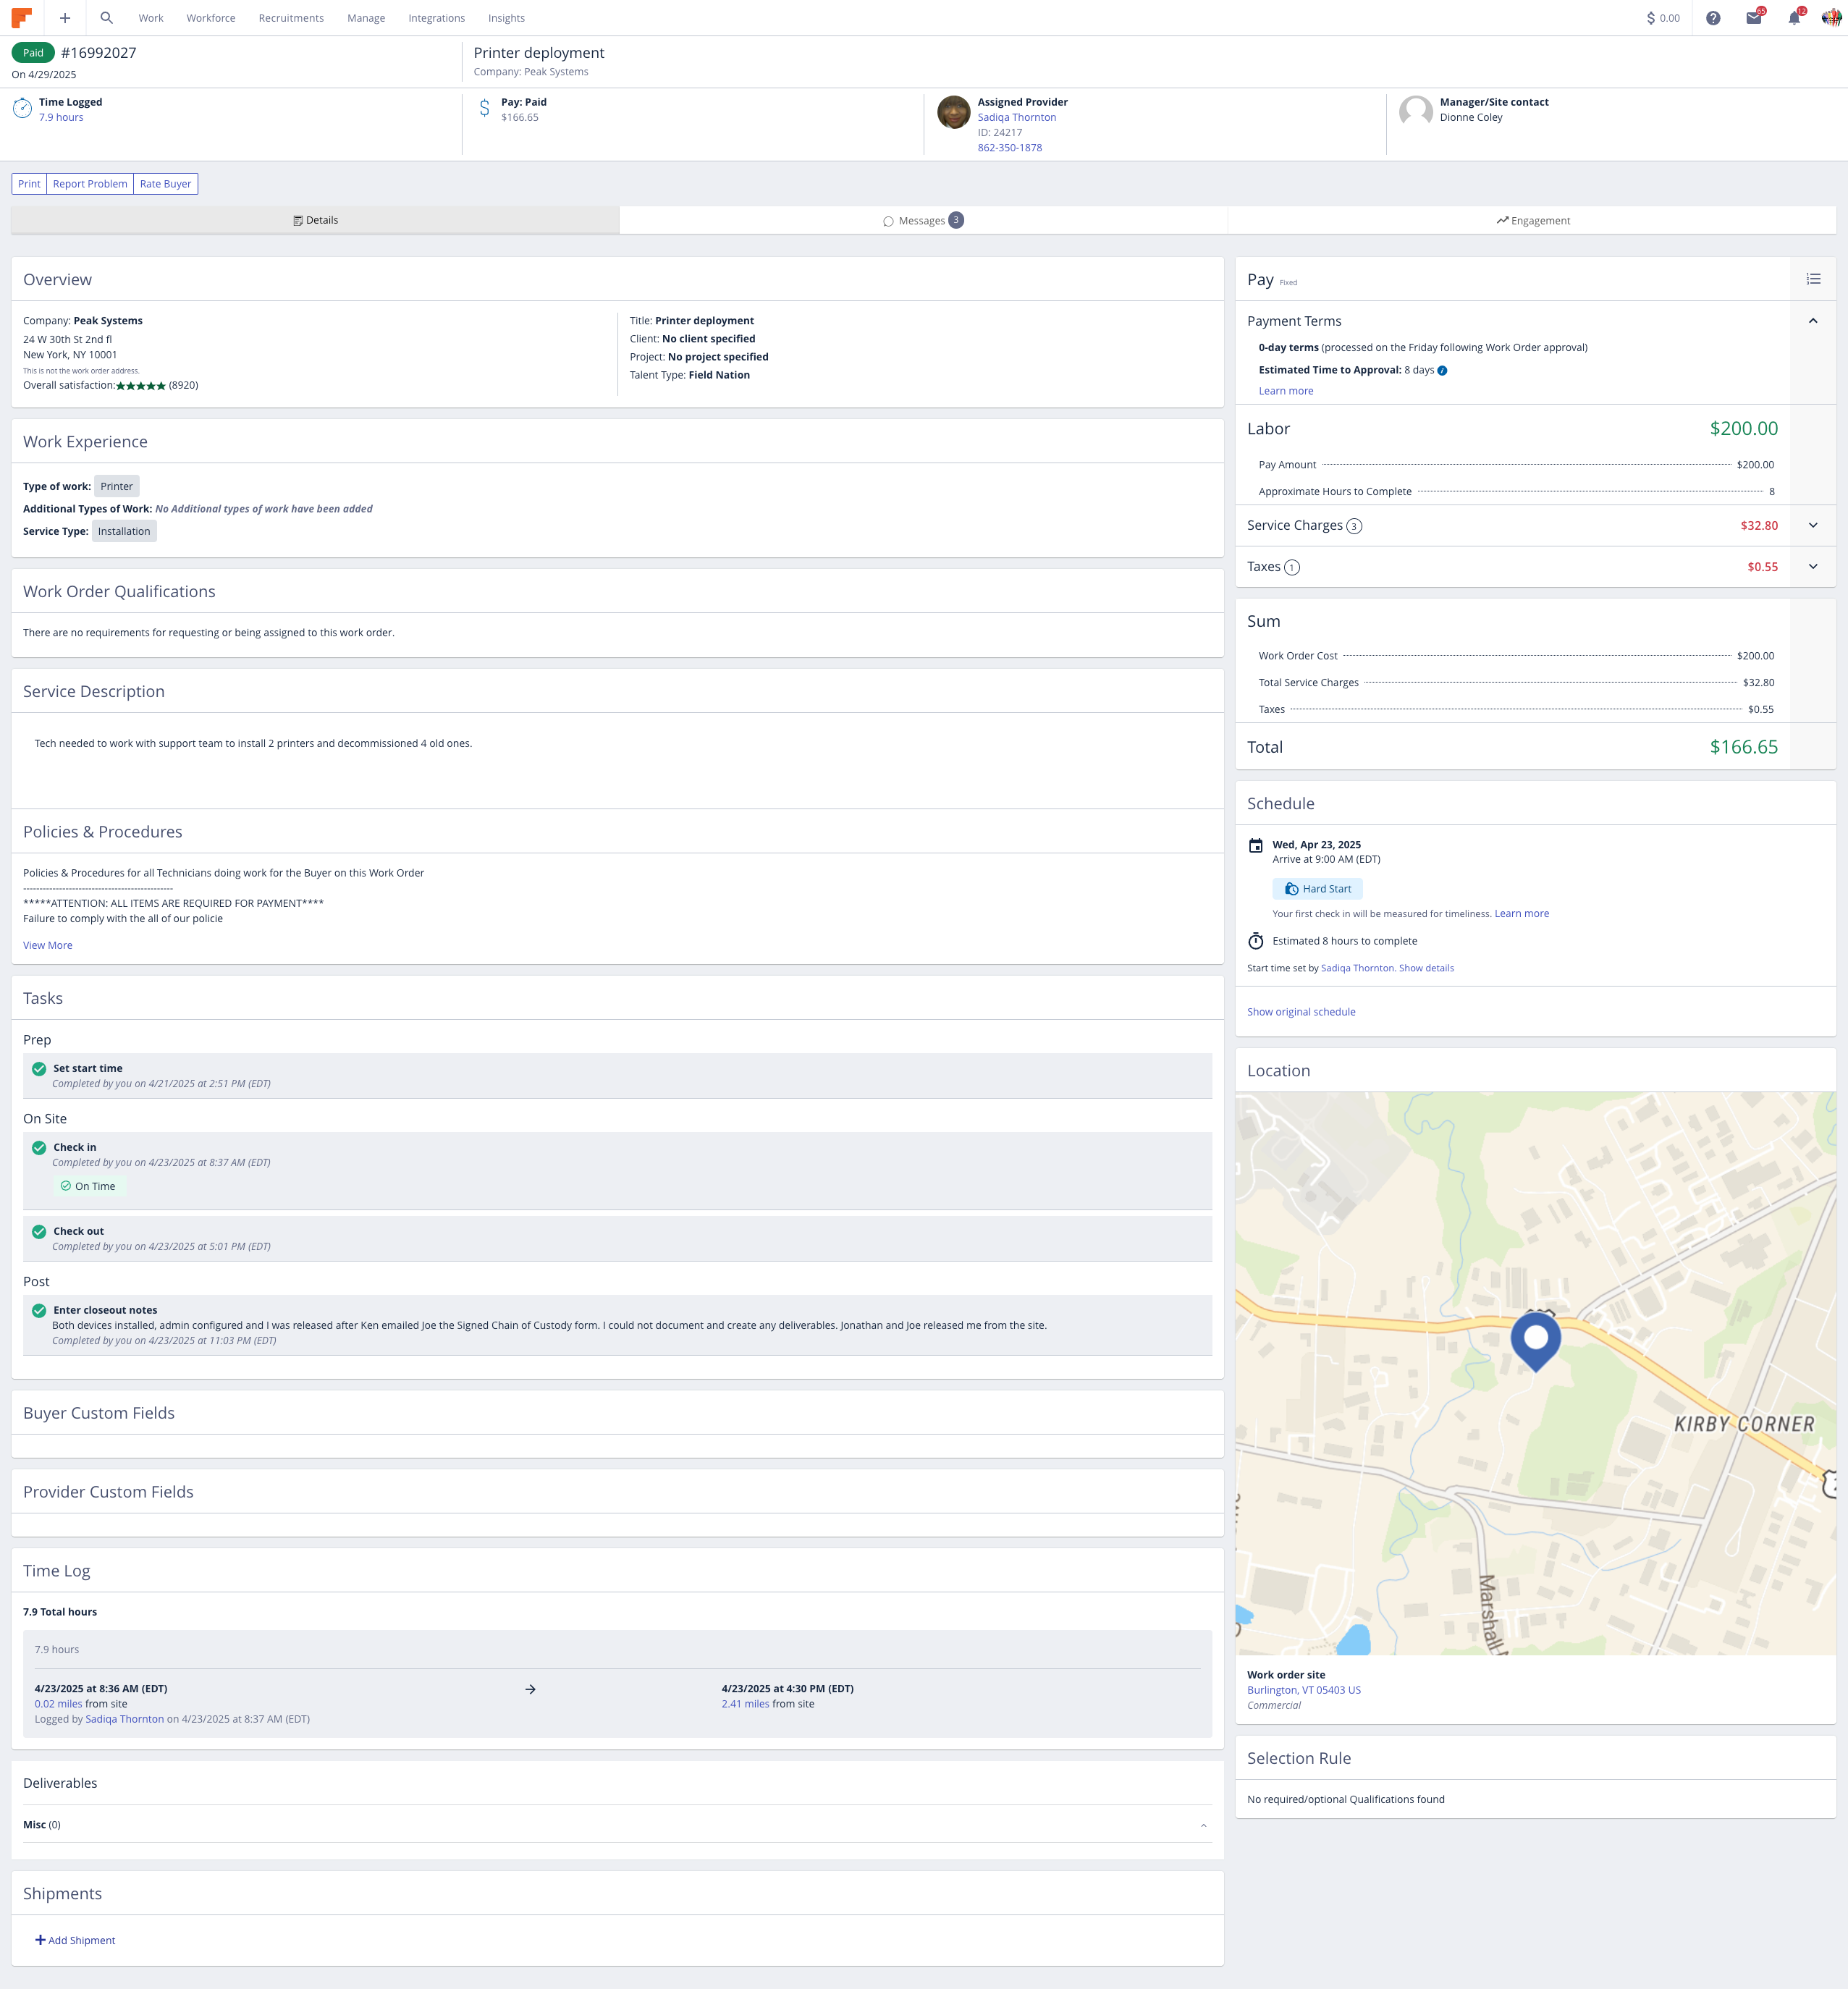 Work Workforce Recruitments Manage Integrations Insights $ 0.00 65 12
Paid #16992027
On 4/29/2025
Printer deployment
Company: Peak Systems
Time Logged
7.9 hours
Pay: Paid
$166.65
Assigned Provider
Sadiqa Thornton
ID: 24217
862-350-1878
Manager/Site contact
Dionne Coley
Print Report Problem Rate Buyer
Details Messages 3 Engagement
Overview
Company: Peak Systems
24 W 30th St 2nd fl
New York, NY 10001
This is not the work order address.
Overall satisfaction:★★★★★ (8920)
Title: Printer deployment
Client: No client specified
Project: No project specified
Talent Type: Field Nation
Work Experience
Type of work: Printer
Additional Types of Work: No Additional types of work have been added
Service Type: Installation
Work Order Qualifications
There are no requirements for requesting or being assigned to this work order.
Service Description
Tech needed to work with support team to install 2 printers and decommissioned 4 old ones.
Policies & Procedures
Policies & Procedures for all Technicians doing work for the Buyer on this Work Order
----------------------------------------------
*****ATTENTION: ALL ITEMS ARE REQUIRED FOR PAYMENT****
Failure to comply with the all of our policie
View More
Tasks
Prep
Set start time
Completed by you on 4/21/2025 at 2:51 PM (EDT)
On Site
Check in
Completed by you on 4/23/2025 at 8:37 AM (EDT)
On Time
Check out
Completed by you on 4/23/2025 at 5:01 PM (EDT)
Post
Enter closeout notes
Both devices installed, admin configured and I was released after Ken emailed Joe the Signed Chain of Custody form. I could not document and create any deliverables. Jonathan and Joe released me from the site.
Completed by you on 4/23/2025 at 11:03 PM (EDT)
Buyer Custom Fields
Provider Custom Fields
Time Log
7.9 Total hours
7.9 hours
4/23/2025 at 8:36 AM (EDT)
0.02 miles from site
Logged by Sadiqa Thornton on 4/23/2025 at 8:37 AM (EDT)
→
4/23/2025 at 4:30 PM (EDT)
2.41 miles from site
Deliverables
Misc (0)
Shipments
+ Add Shipment
Pay Fixed
Payment Terms
0-day terms (processed on the Friday following Work Order approval)
Estimated Time to Approval: 8 days
Learn more
Labor $200.00
Pay Amount $200.00
Approximate Hours to Complete 8
Service Charges 3 $32.80
Taxes 1 $0.55
Sum
Work Order Cost $200.00
Total Service Charges $32.80
Taxes $0.55
Total $166.65
Schedule
Wed, Apr 23, 2025
Arrive at 9:00 AM (EDT)
Hard Start
Your first check in will be measured for timeliness. Learn more
Estimated 8 hours to complete
Start time set by Sadiqa Thornton. Show details
Show original schedule
Location
KIRBY CORNER
Marshall
Work order site
Burlington, VT 05403 US
Commercial
Selection Rule
No required/optional Qualifications found